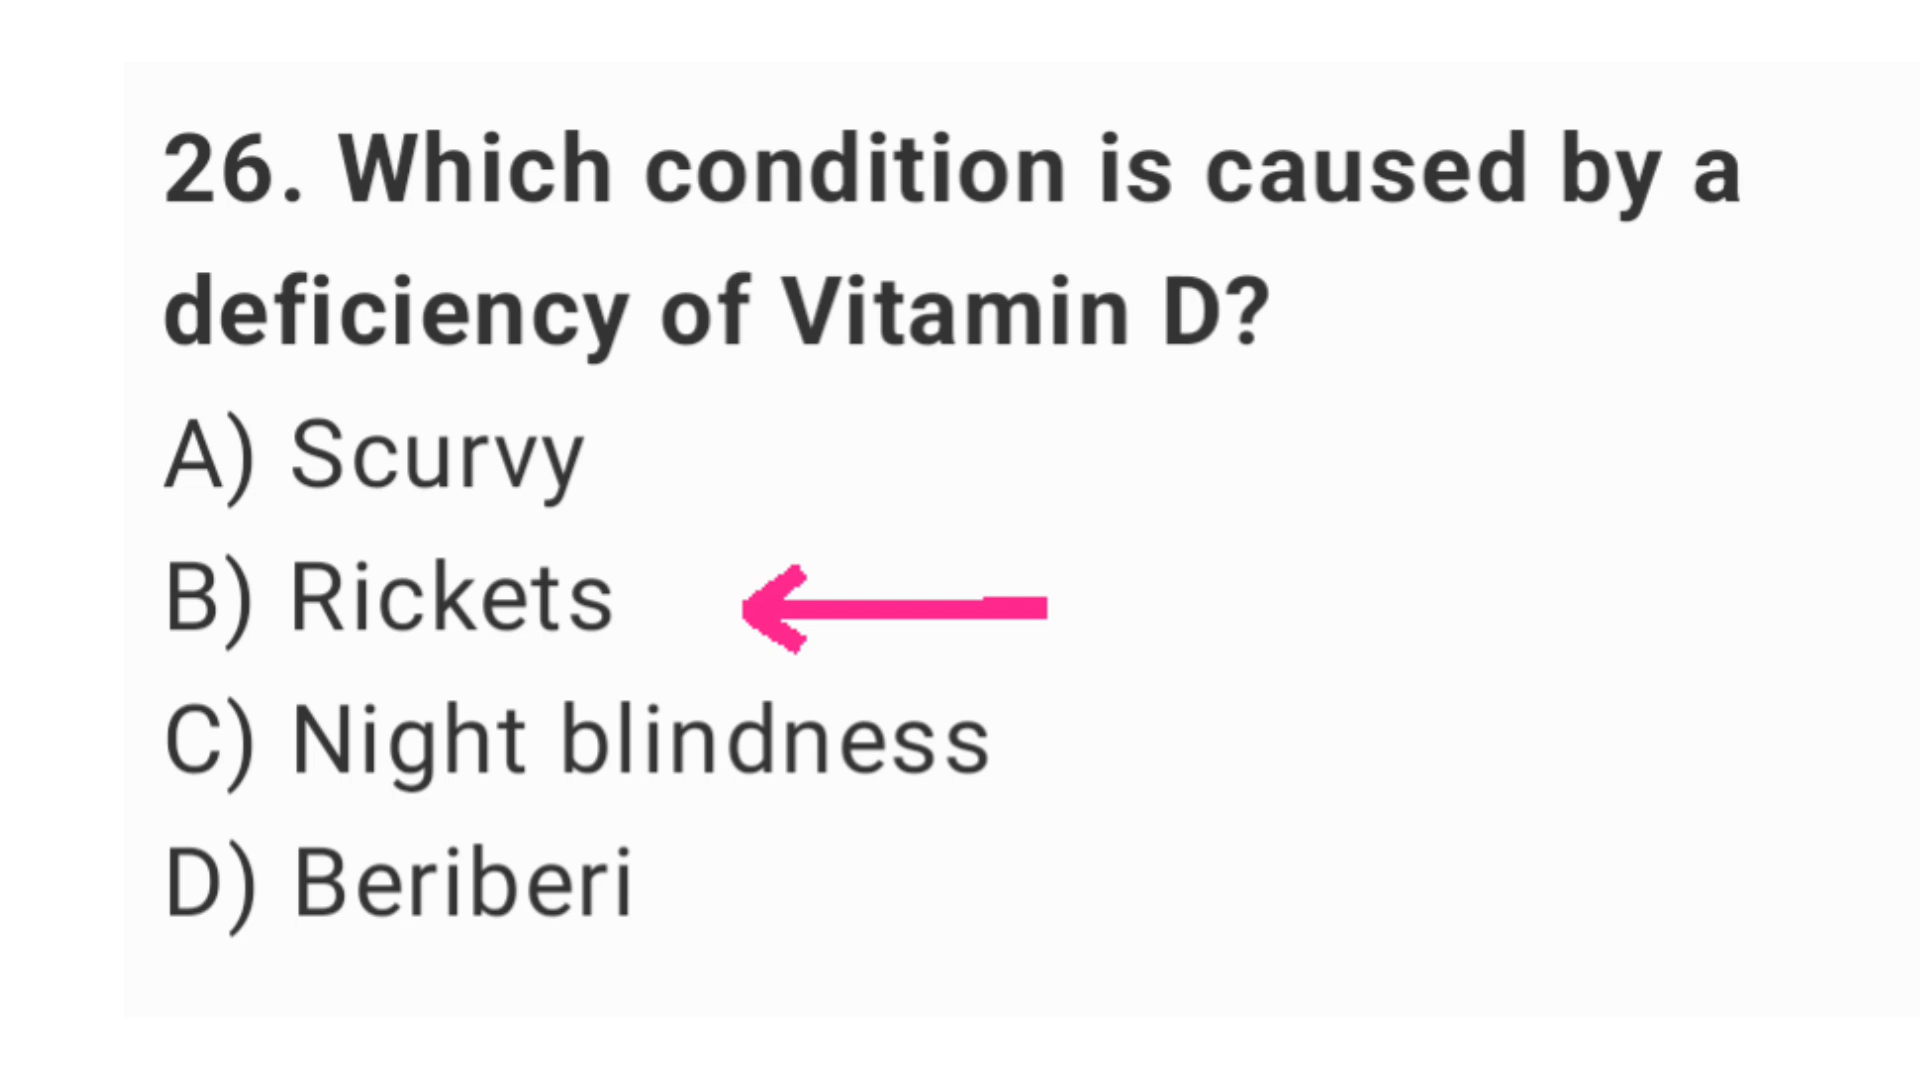 26. Which condition is caused by a
deficiency of Vitamin D?
A) Scurvy
B) Rickets
C) Night blindness
D) Beriberi